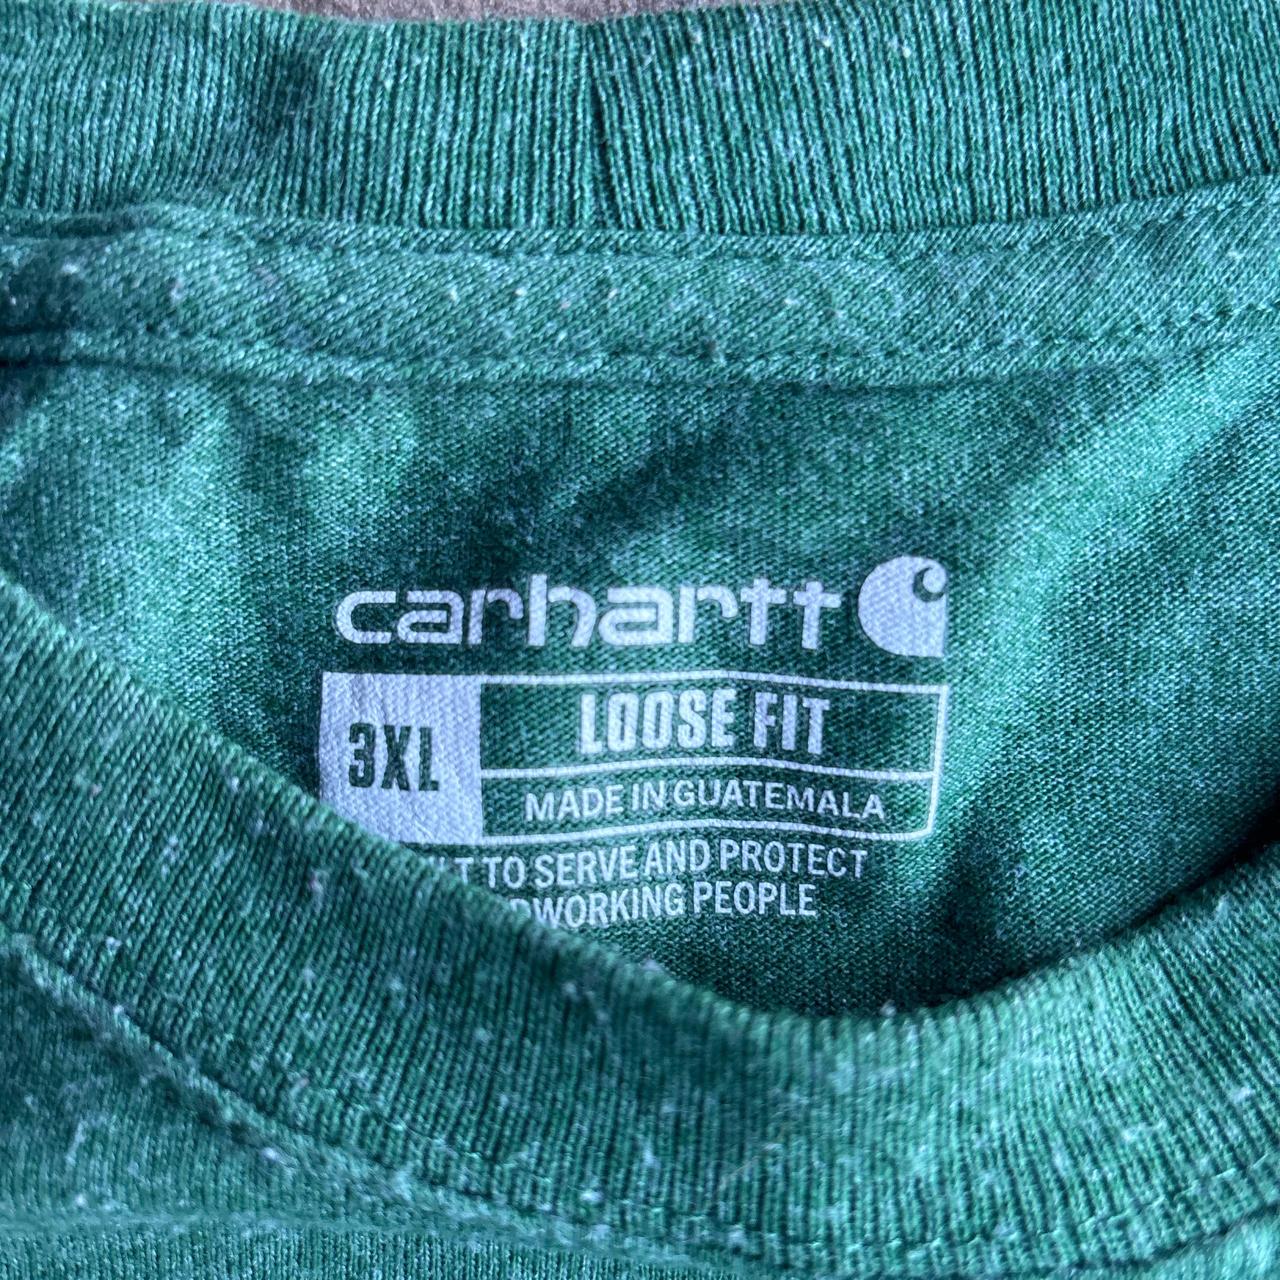 carhartt
3XL
LOOSE FIT
MADE IN GUATEMALA
TO SERVE AND PROTECT
PEOPLE